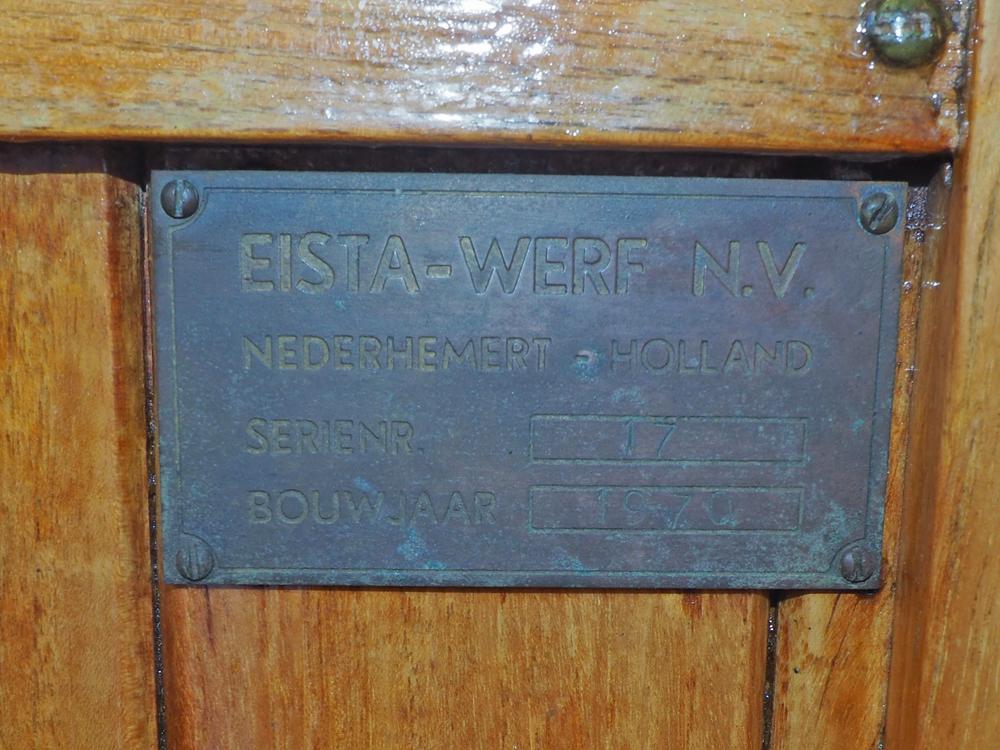 EISTA-WERF N.V.
NEDERHEMERT - HOLLAND
SERIENR. 17
BOUWJAAR 1970